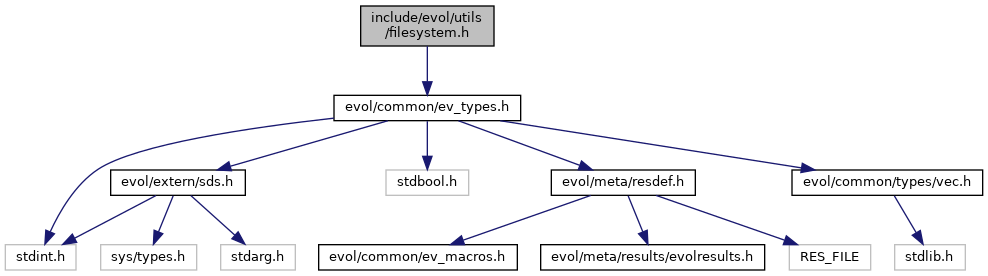 include/evol/utils
/filesystem.h
evol/common/ev_types.h
evol/extern/sds.h
stdbool.h
evol/meta/resdef.h
evol/common/types/vec.h
stdint.h
sys/types.h
stdarg.h
evol/common/ev_macros.h
evol/meta/results/evolresults.h
RES_FILE
stdlib.h